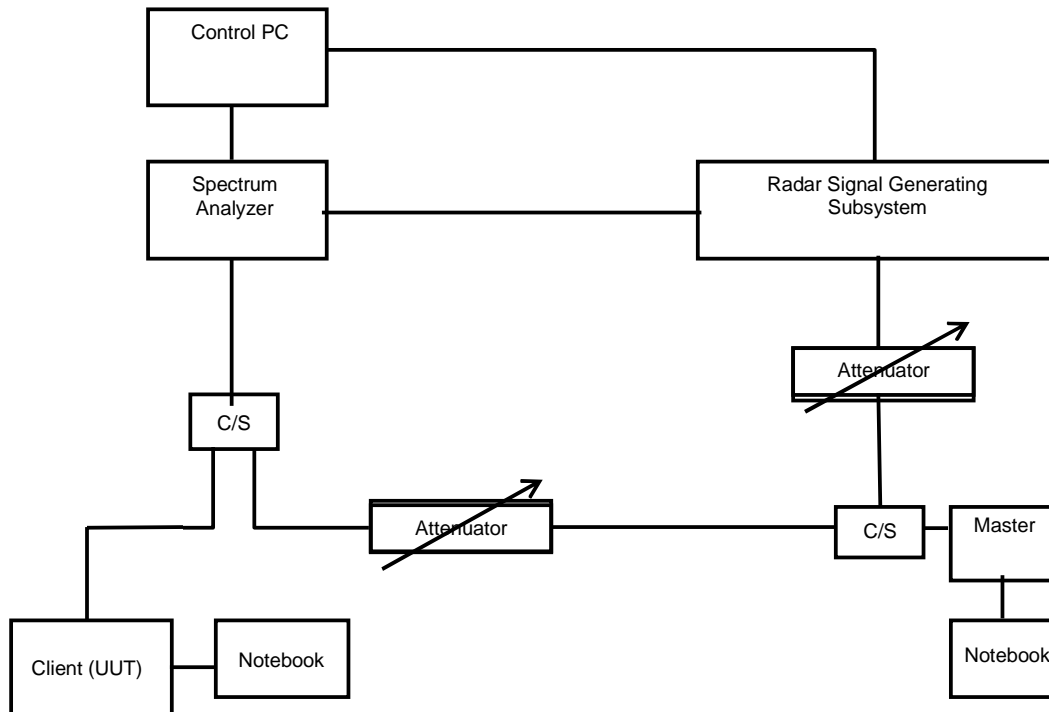 Control PC
Spectrum
Analyzer
Radar Signal Generating
Subsystem
Attenuator
C/S
Attenuator
C/S
Master
Client (UUT)
Notebook
Notebook